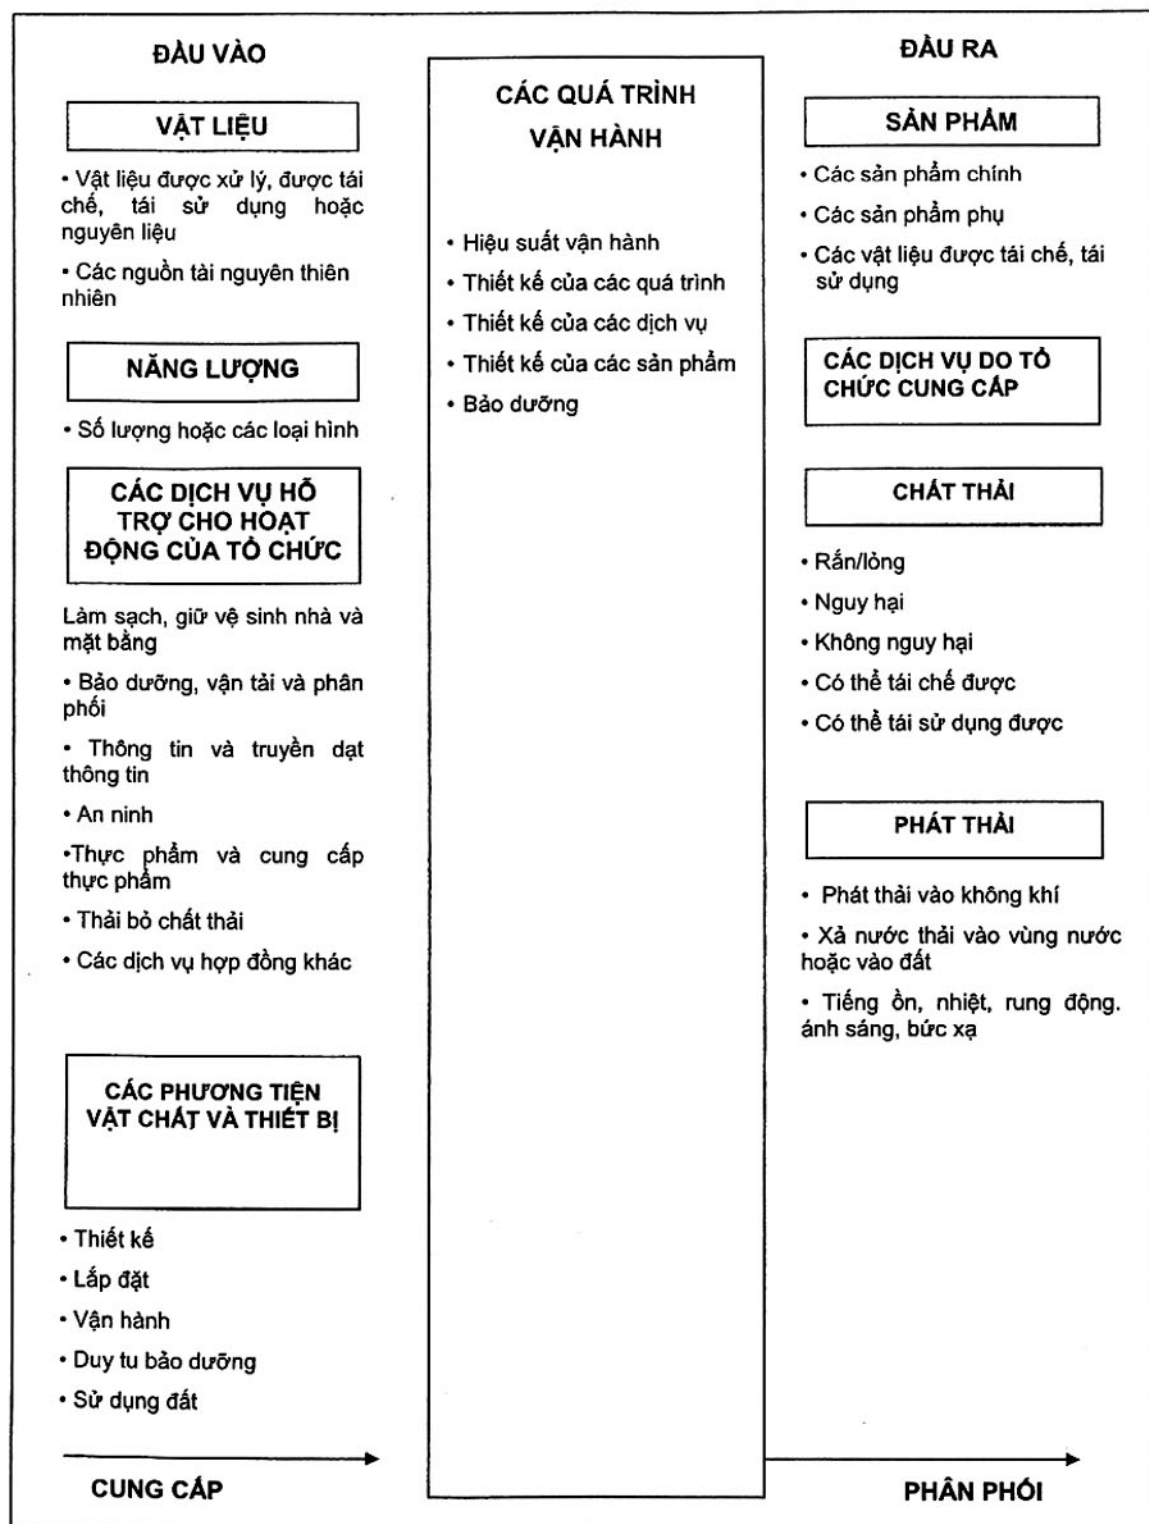 ĐẦU VÀO
VẬT LIỆU
• Vật liệu được xử lý, được tái
chế, tái sử dụng hoặc
nguyên liệu
• Các nguồn tài nguyên thiên
nhiên
NĂNG LƯỢNG
• Số lượng hoặc các loại hình
CÁC DỊCH VỤ HỖ
TRỢ CHO HOẠT
ĐỘNG CỦA TỔ CHỨC
Làm sạch, giữ vệ sinh nhà và
mặt bằng
• Bảo dưỡng, vận tải và phân
phối
• Thông tin và truyền dạt
thông tin
• An ninh
•Thực phẩm và cung cấp
thực phẩm
• Thải bỏ chất thải
• Các dịch vụ hợp đồng khác
CÁC PHƯƠNG TIỆN
VẬT CHẤT VÀ THIẾT BỊ
• Thiết kế
• Lắp đặt
• Vận hành
• Duy tu bảo dưỡng
• Sử dụng đất
CUNG CẤP
CÁC QUÁ TRÌNH
VẬN HÀNH
• Hiệu suất vận hành
• Thiết kế của các quá trình
• Thiết kế của các dịch vụ
• Thiết kế của các sản phẩm
• Bảo dưỡng
ĐẦU RA
SẢN PHẨM
• Các sản phẩm chính
• Các sản phẩm phụ
• Các vật liệu được tái chế, tái
sử dụng
CÁC DỊCH VỤ DO TỔ
CHỨC CUNG CẤP
CHẤT THẢI
• Rắn/lỏng
• Nguy hại
• Không nguy hại
• Có thể tái chế được
• Có thể tái sử dụng được
PHÁT THẢI
• Phát thải vào không khí
• Xả nước thải vào vùng nước
hoặc vào đất
• Tiếng ồn, nhiệt, rung động.
ánh sáng, bức xạ
PHÂN PHỐI